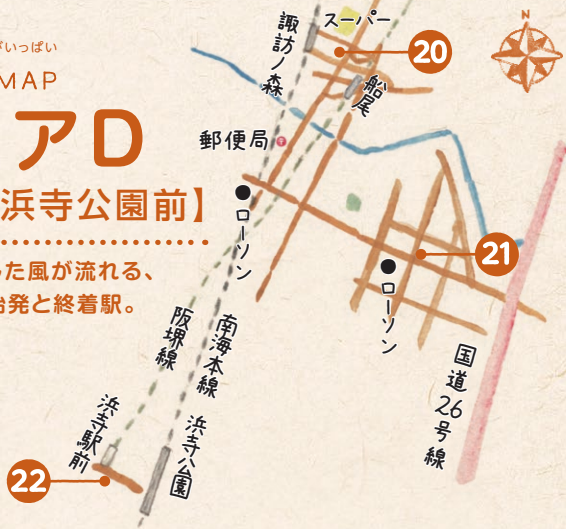 がいっぱい
MAP
アD
浜寺公園前】
た風が流れる、
発と終着駅。
N
スーパー
諏訪ノ森
20
船尾
郵便局
ローソン
21
ローソン
阪堺線
南海本線
国道26号線
浜寺駅前
浜寺公園
22